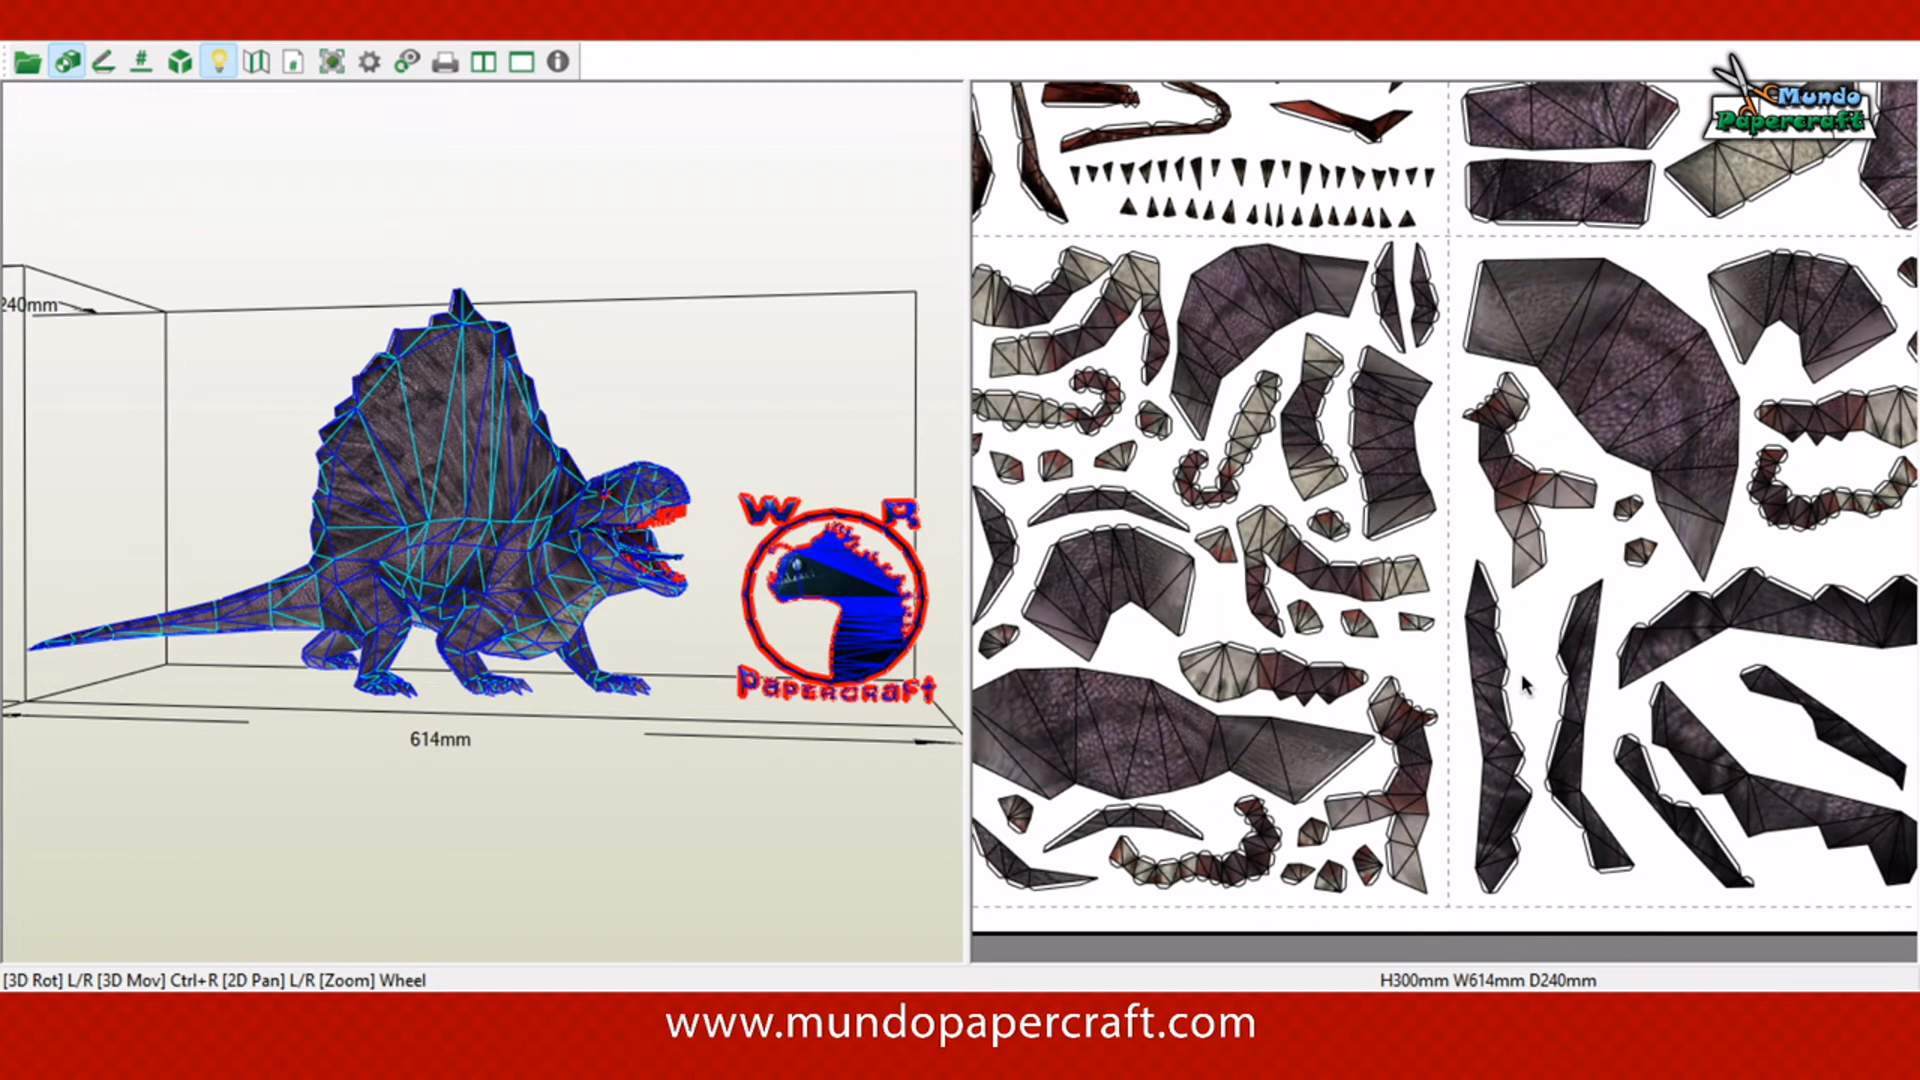 Mundo
Papercraft
240mm
W R
PAPERCRAFT
614mm
[3D Rot] L/R [3D Mov] Ctrl+R [2D Pan] L/R [Zoom] Wheel
H300mm W614mm D240mm
www.mundopapercraft.com